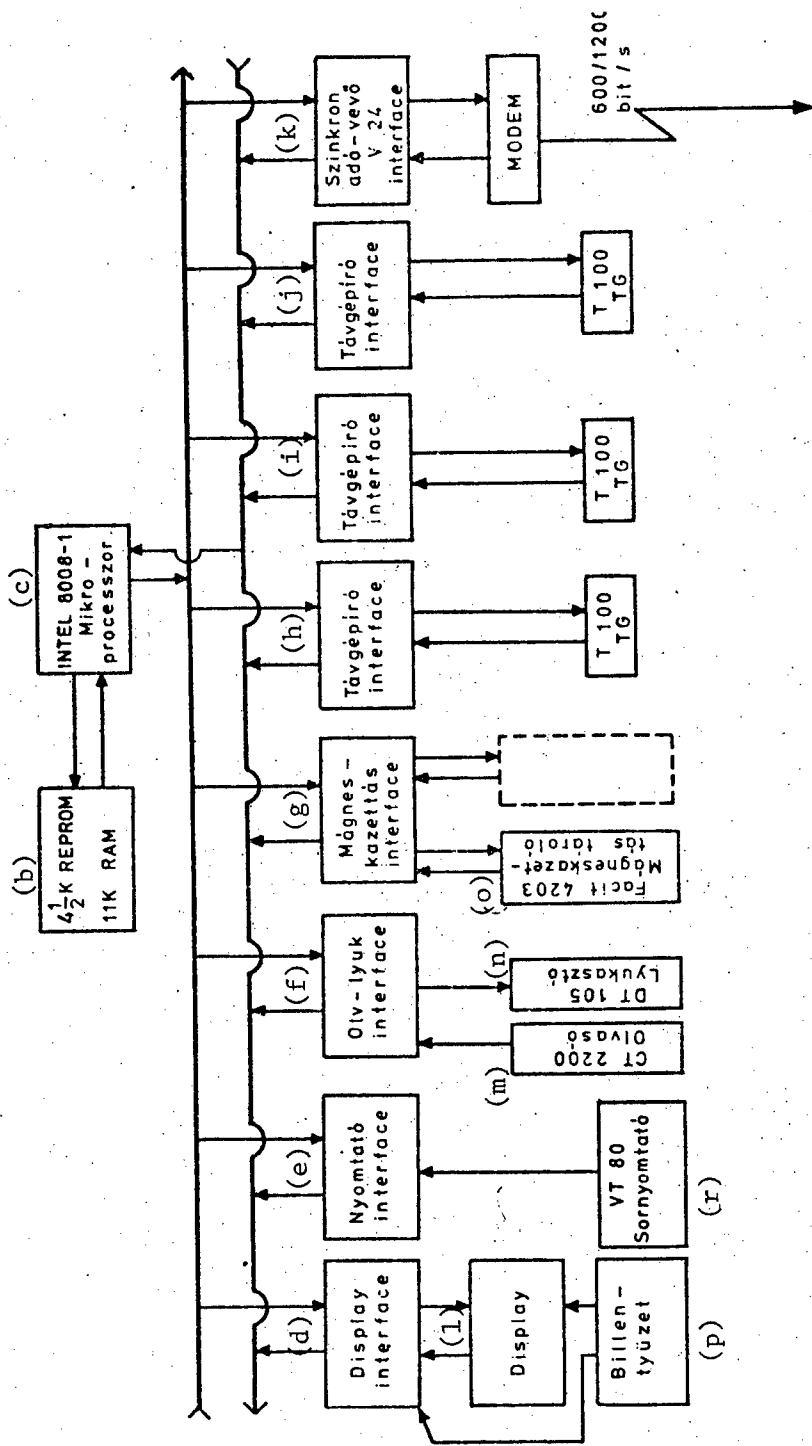 (b)
4 1/2 K REPROM
11K RAM
(c)
INTEL 8008-1
Mikro-
processzor
(d)
Display
interface
(e)
Nyomtató
interface
(f)
Olv-lyuk
interface
(g)
Mágnes-
kazettás
interface
(h)
Távgépíró
interface
(i)
Távgépíró
interface
(j)
Távgépíró
interface
(k)
Szinkron
adó-vevő
V 24
interface
(l)
Display
(p)
Billen-
tyüzet
(r)
VT 80
Sornyomtató
(m)
CT 2200
Olvasó
(n)
DT 105
Lyukasztó
(o)
Facit 4203
Mágneskazet-
tás tároló
T 100
TG
T 100
TG
T 100
TG
MODEM
600/1200
bit/s